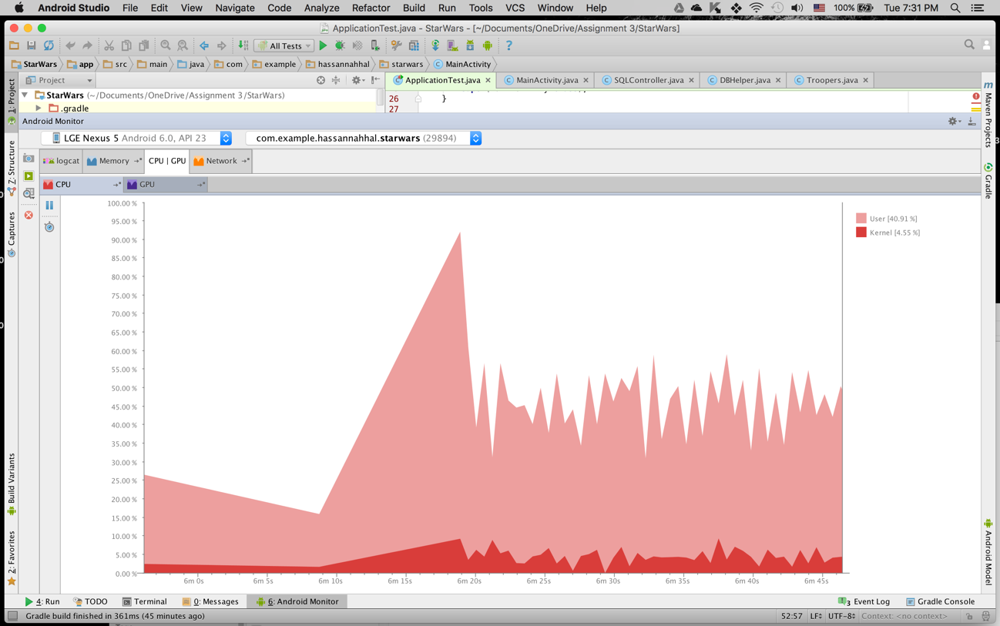 Android Studio File Edit View Navigate Code Analyze Refactor Build Run Tools VCS Window Help 100% Tue 7:31 PM
ApplicationTest.java - StarWars - [~/Documents/OneDrive/Assignment 3/StarWars]
All Tests
StarWars app src main java com example hassannahhal starwars MainActivity
Project ApplicationTest.java MainActivity.java SQLController.java DBHelper.java Troopers.java
StarWars (~/Documents/OneDrive/Assignment 3/StarWars)
.gradle
26 }
27
Android Monitor
LGE Nexus 5 Android 6.0, API 23 com.example.hassannahhal.starwars (29894)
logcat Memory CPU | GPU Network
CPU GPU
1: Project
Z: Structure
Captures
Build Variants
2: Favorites
Maven Projects
Gradle
Android Model
100.00 %
95.00 %
90.00 %
85.00 %
80.00 %
75.00 %
70.00 %
65.00 %
60.00 %
55.00 %
50.00 %
45.00 %
40.00 %
35.00 %
30.00 %
25.00 %
20.00 %
15.00 %
10.00 %
5.00 %
0.00 %
User [40.91 %]
Kernel [4.55 %]
6m 0s 6m 5s 6m 10s 6m 15s 6m 20s 6m 25s 6m 30s 6m 35s 6m 40s 6m 45s
4: Run TODO Terminal 0: Messages 6: Android Monitor 3 Event Log Gradle Console
Gradle build finished in 361ms (45 minutes ago) 52:57 LF UTF-8 Context: <no context>